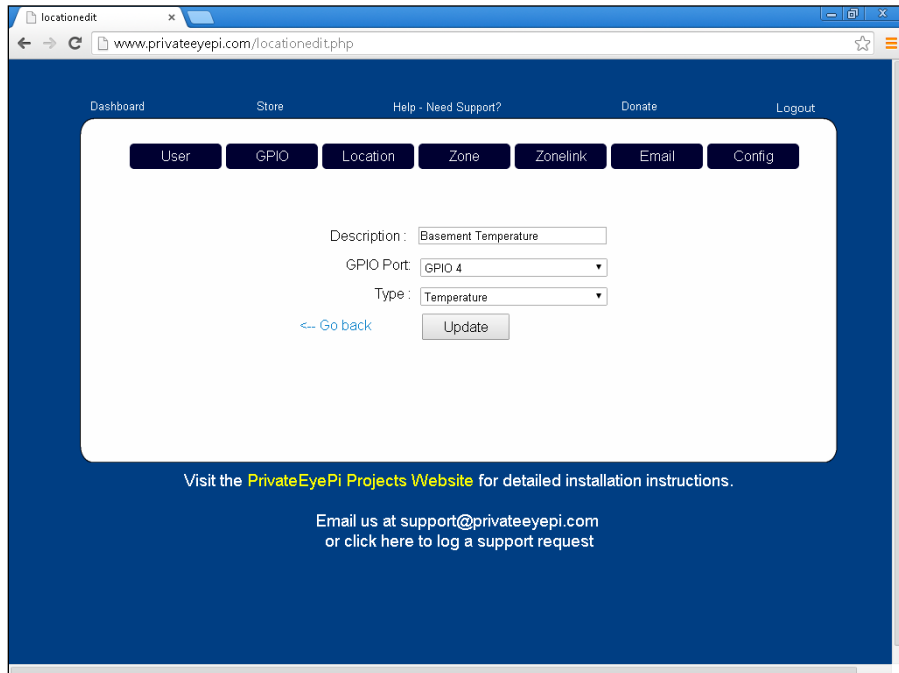 locationedit
www.privateeyepi.com/locationedit.php
Dashboard Store Help - Need Support? Donate Logout
User GPIO Location Zone Zonelink Email Config
Description : Basement Temperature
GPIO Port: GPIO 4
Type : Temperature
<-- Go back Update
Visit the PrivateEyePi Projects Website for detailed installation instructions.
Email us at support@privateeyepi.com
or click here to log a support request